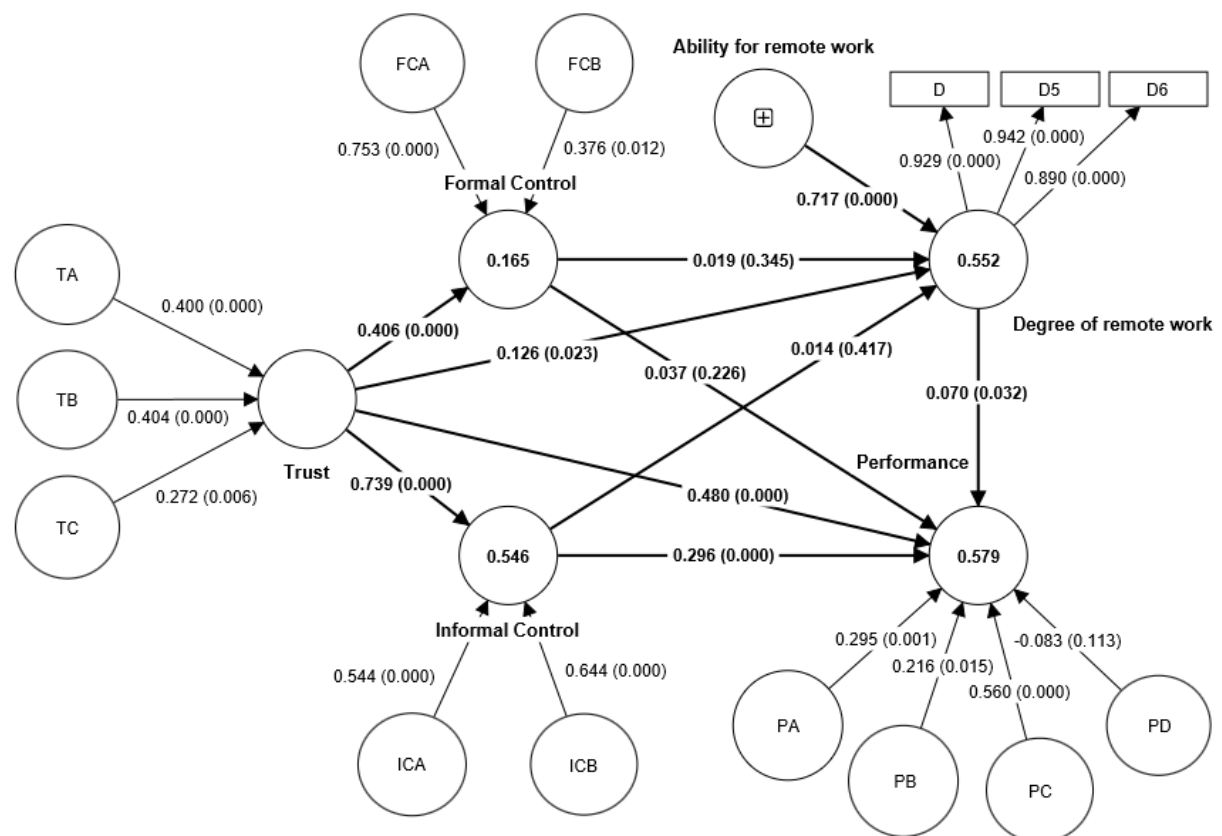 FCA
FCB
Ability for remote work
D
D5
D6
0.753 (0.000)
0.376 (0.012)
0.929 (0.000)
0.942 (0.000)
0.890 (0.000)
Formal Control
0.717 (0.000)
0.165
0.019 (0.345)
0.552
TA
0.400 (0.000)
0.406 (0.000)
0.126 (0.023)
0.014 (0.417)
Degree of remote work
0.037 (0.226)
0.070 (0.032)
TB
0.404 (0.000)
Trust
Performance
0.739 (0.000)
0.480 (0.000)
TC
0.272 (0.006)
0.546
0.296 (0.000)
0.579
Informal Control
0.544 (0.000)
0.644 (0.000)
0.295 (0.001)
-0.083 (0.113)
0.216 (0.015)
0.560 (0.000)
PA
PD
ICA
ICB
PB
PC